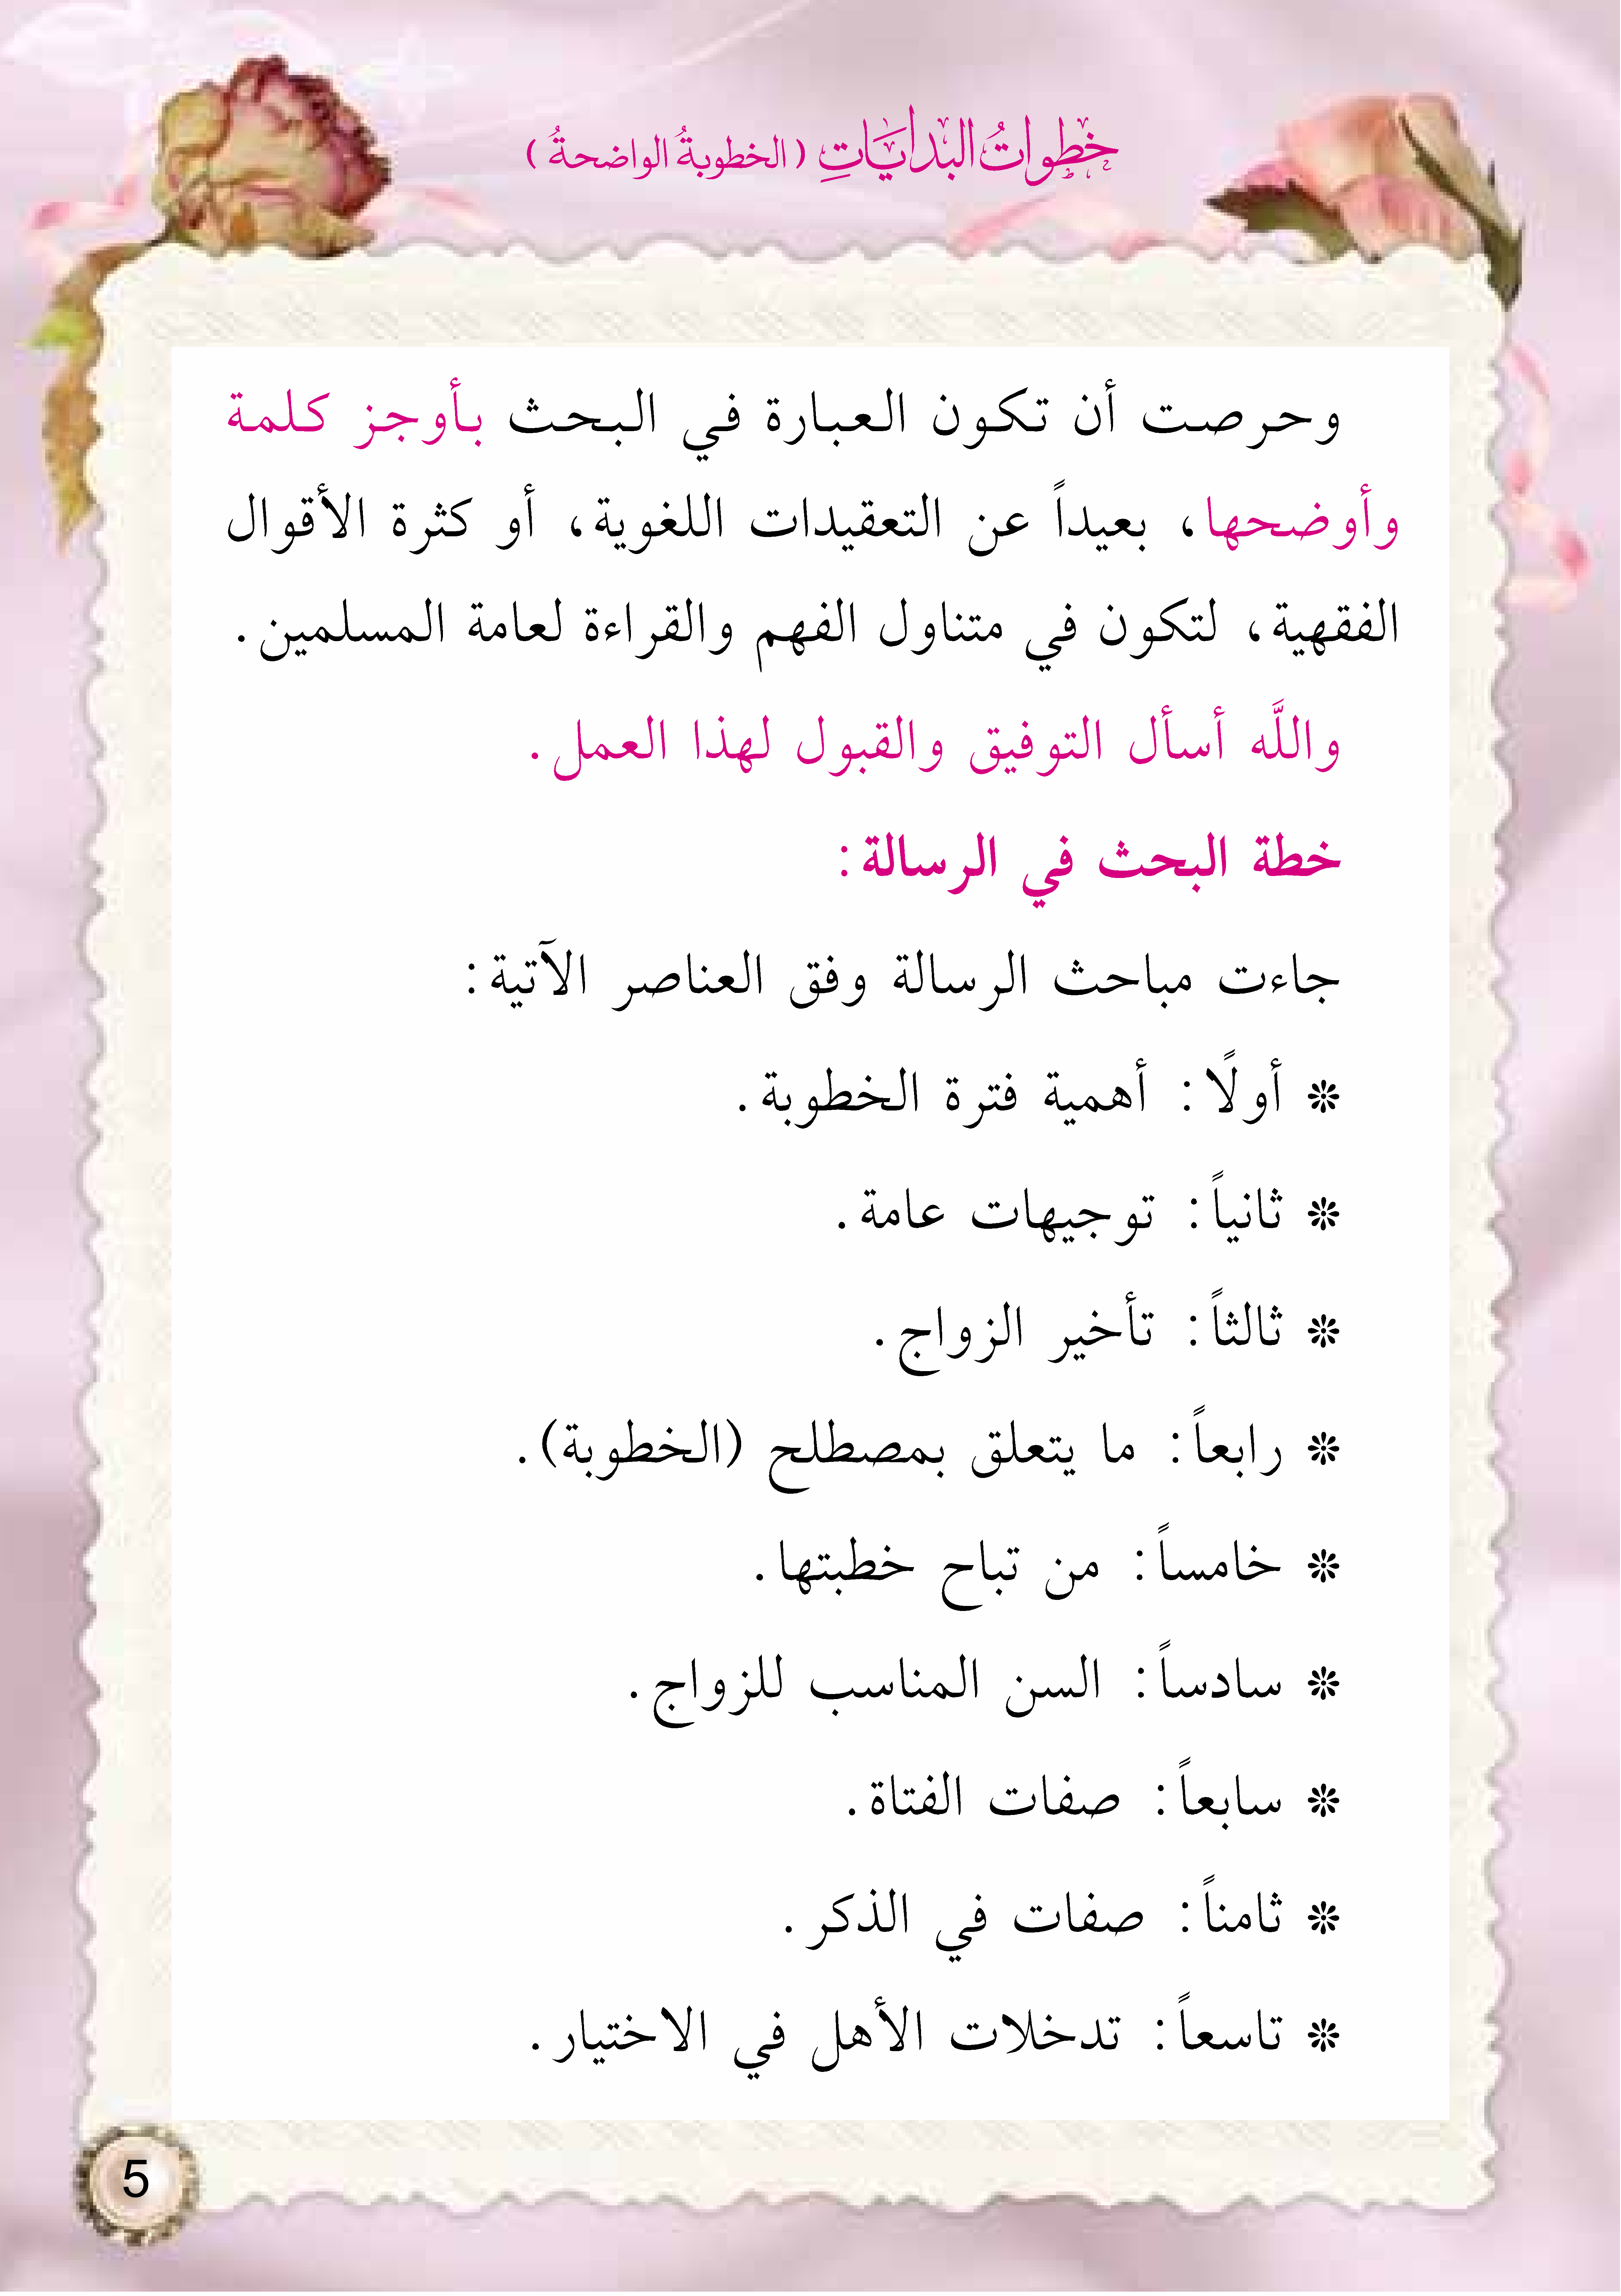 خطواتُ البدايَاتِ ( الخطوبةُ الواضحةُ )
وحرصت أن تكون العبارة في البحث بأوجز كلمة
وأوضحها، بعيداً عن التعقيدات اللغوية، أو كثرة الأقوال
الفقهية، لتكون في متناول الفهم والقراءة لعامة المسلمين.
واللَّه أسأل التوفيق والقبول لهذا العمل.
خطة البحث في الرسالة:
جاءت مباحث الرسالة وفق العناصر الآتية:
❊ أولًا: أهمية فترة الخطوبة.
❊ ثانياً: توجيهات عامة.
❊ ثالثاً: تأخير الزواج.
❊ رابعاً: ما يتعلق بمصطلح (الخطوبة).
❊ خامساً: من تباح خطبتها.
❊ سادساً: السن المناسب للزواج.
❊ سابعاً: صفات الفتاة.
❊ ثامناً: صفات في الذكر.
❊ تاسعاً: تدخلات الأهل في الاختيار.
5